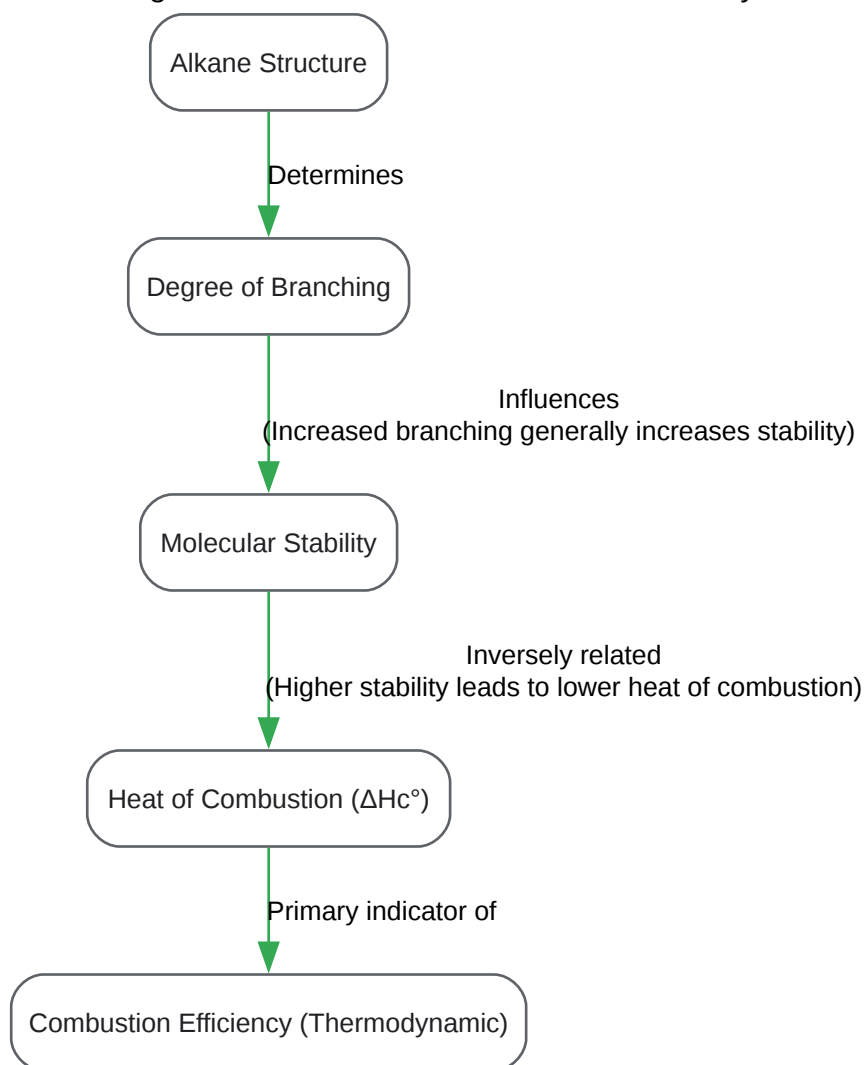 Alkane Structure
Determines
Degree of Branching
Influences
(Increased branching generally increases stability)
Molecular Stability
Inversely related
(Higher stability leads to lower heat of combustion)
Heat of Combustion (ΔHc°)
Primary indicator of
Combustion Efficiency (Thermodynamic)